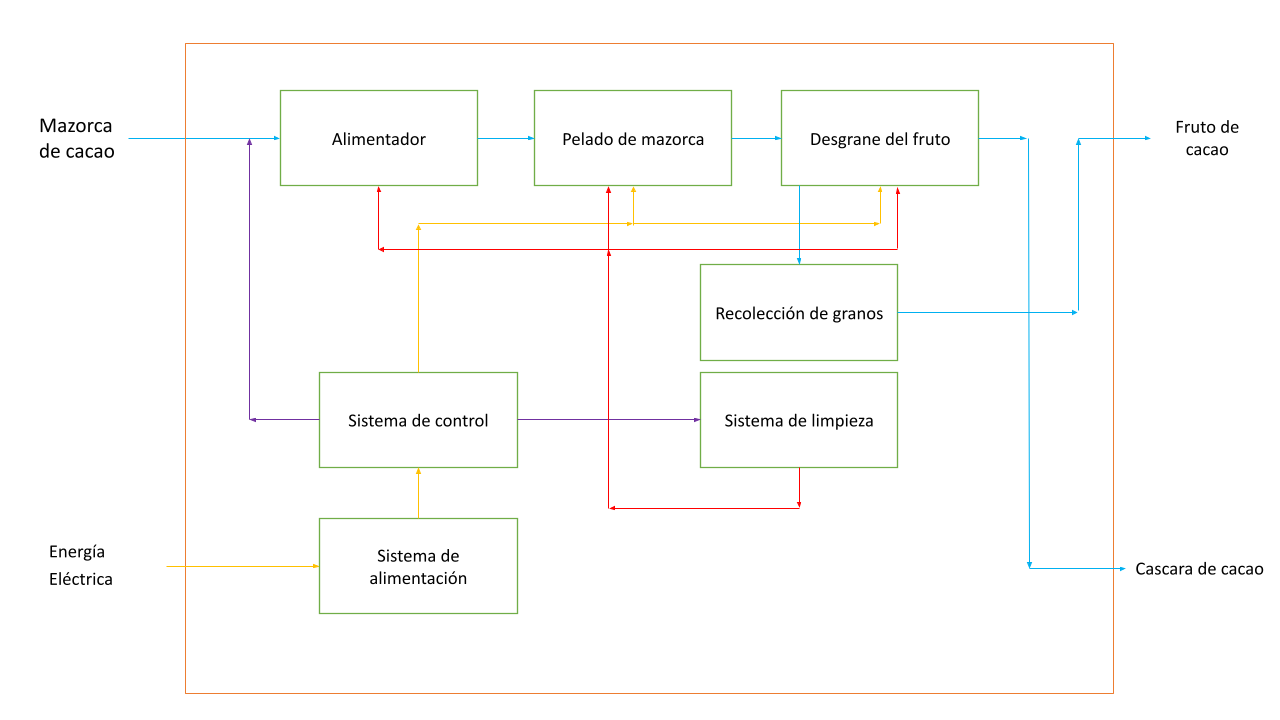 Mazorca
de cacao
Alimentador
Pelado de mazorca
Desgrane del fruto
Fruto de
cacao
Recolección de granos
Sistema de control
Sistema de limpieza
Energía
Eléctrica
Sistema de
alimentación
Cascara de cacao